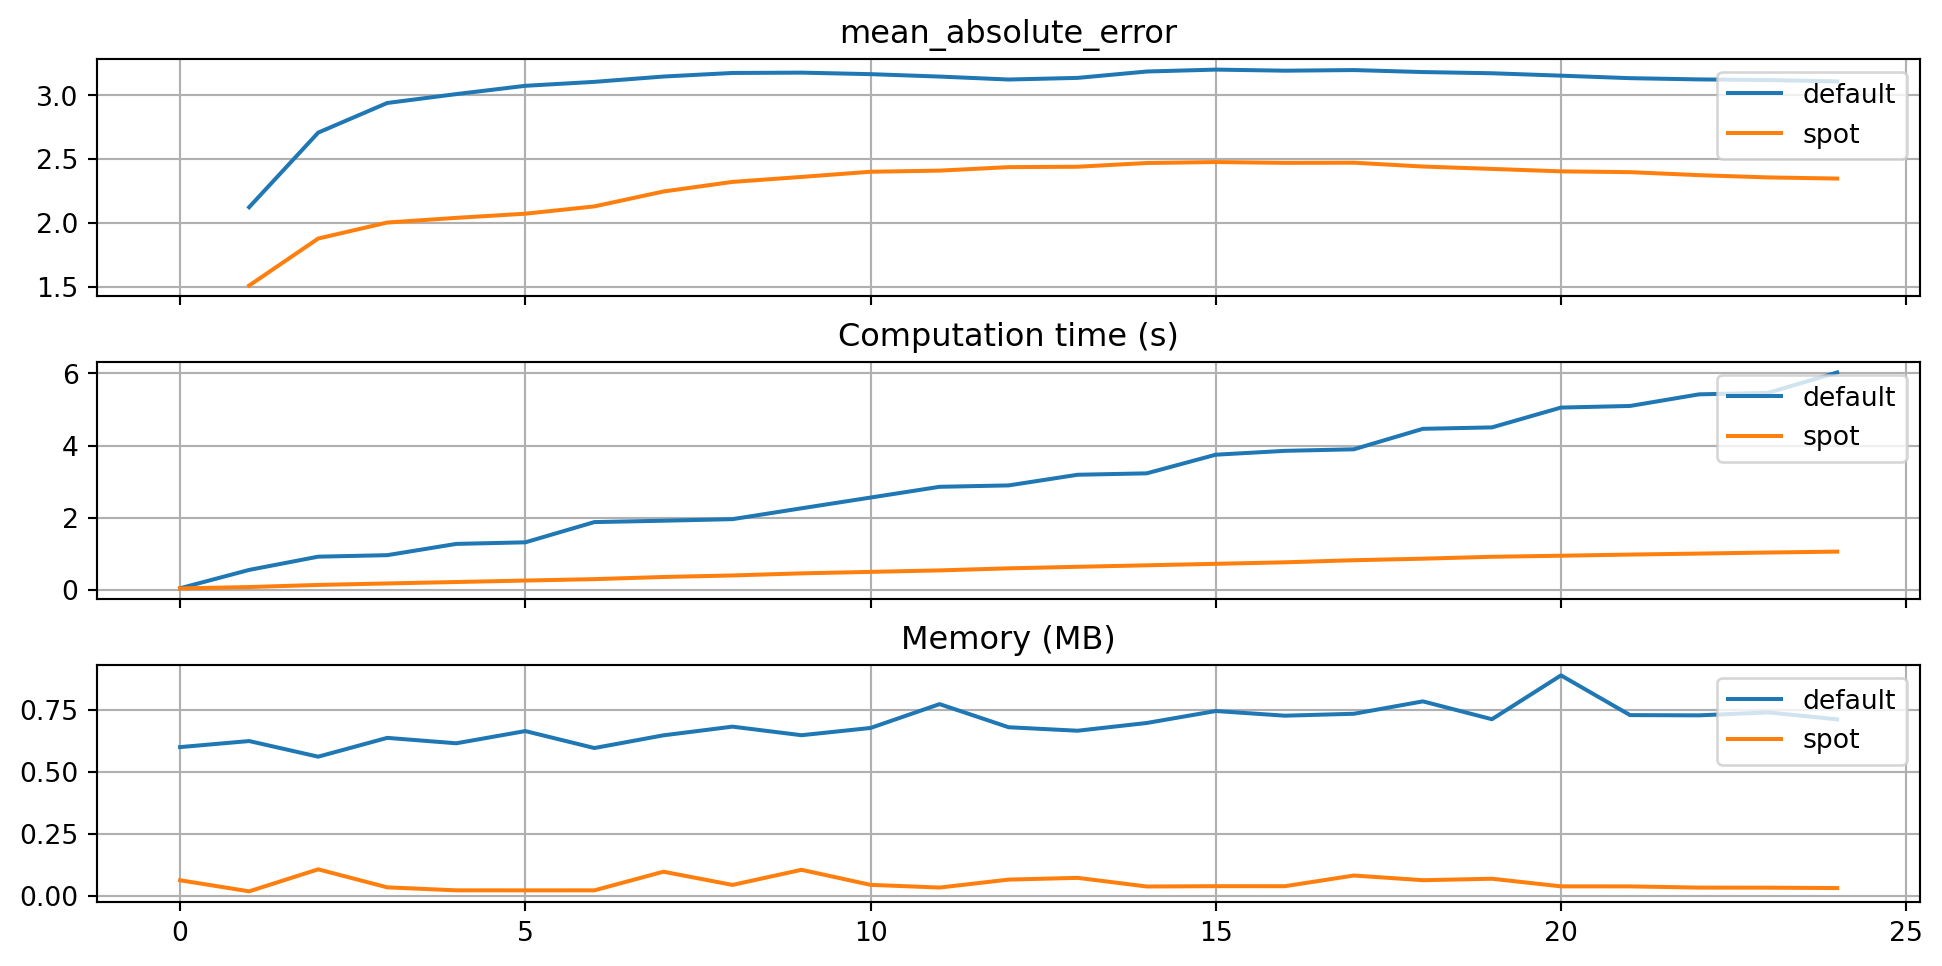 mean_absolute_error
3.0
2.5
2.0
1.5
default
spot
Computation time (s)
6
4
2
0
default
spot
Memory (MB)
0.75
0.50
0.25
0.00
default
spot
0 5 10 15 20 25